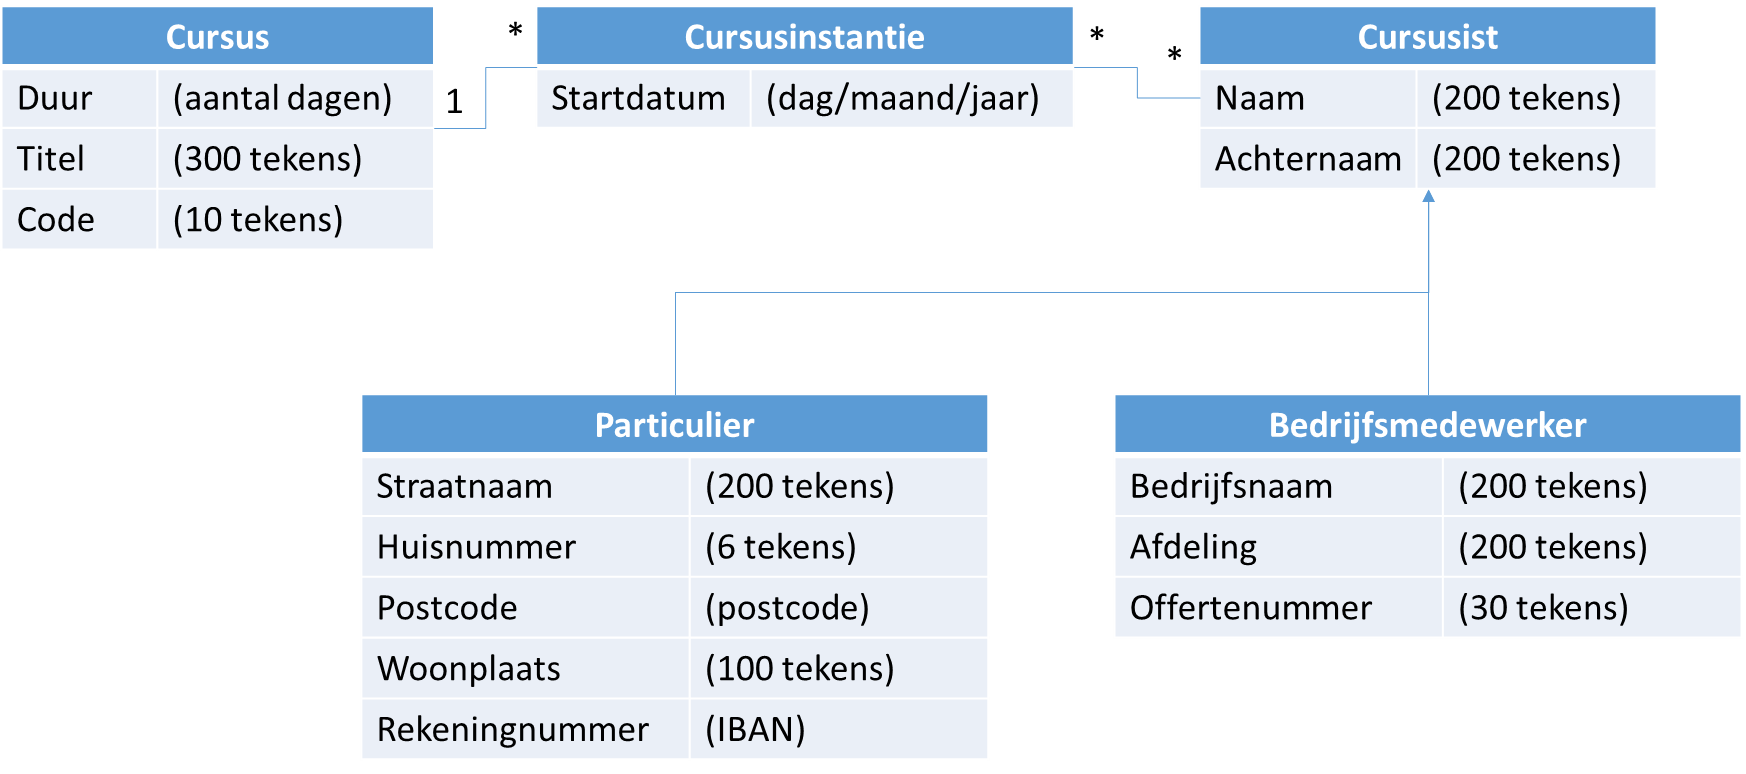 Cursus
Duur (aantal dagen)
Titel (300 tekens)
Code (10 tekens)
1
*
Cursusinstantie
Startdatum (dag/maand/jaar)
*
*
Cursusist
Naam (200 tekens)
Achternaam (200 tekens)
Particulier
Straatnaam (200 tekens)
Huisnummer (6 tekens)
Postcode (postcode)
Woonplaats (100 tekens)
Rekeningnummer (IBAN)
Bedrijfsmedewerker
Bedrijfsnaam (200 tekens)
Afdeling (200 tekens)
Offertenummer (30 tekens)